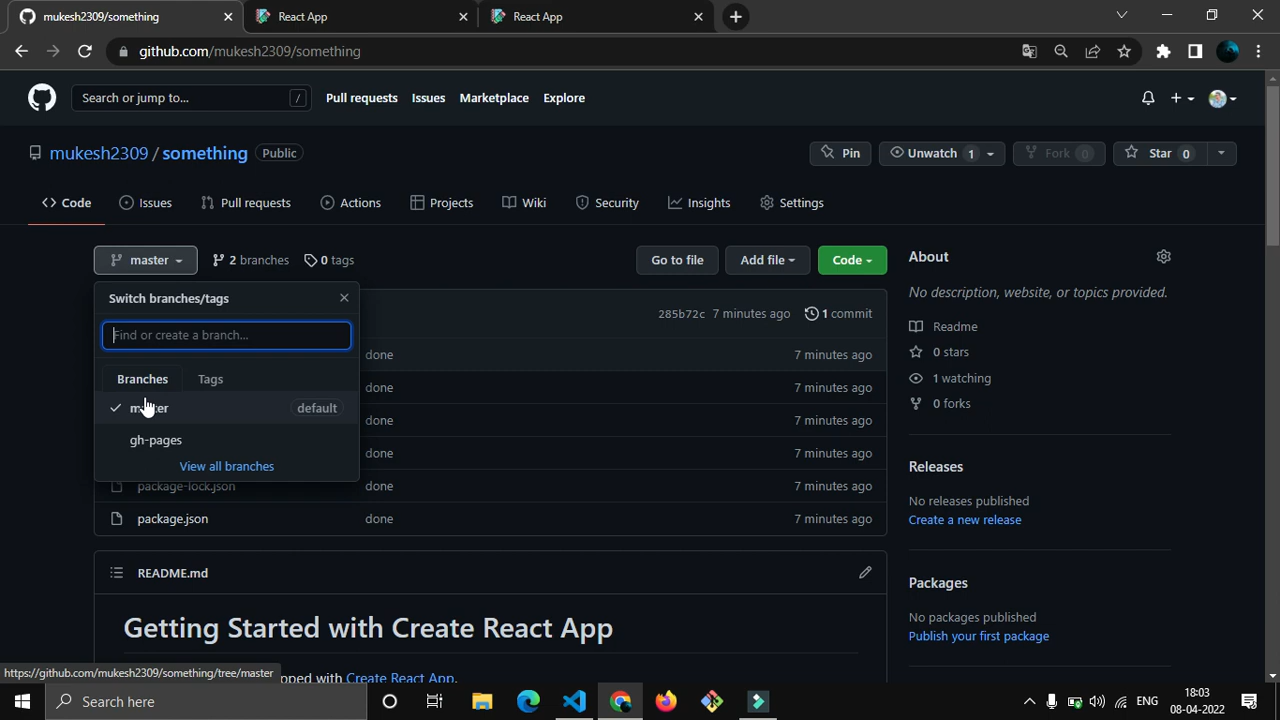 mukesh2309/something
React App
React App
github.com/mukesh2309/something
Search or jump to...
/
Pull requests
Issues
Marketplace
Explore
mukesh2309 / something
Public
Pin
Unwatch 1
Fork 0
Star 0
Code
Issues
Pull requests
Actions
Projects
Wiki
Security
Insights
Settings
master
2 branches
0 tags
Go to file
Add file
Code
Switch branches/tags
Find or create a branch...
Branches
Tags
default
gh-pages
View all branches
285b72c 7 minutes ago
1 commit
done
7 minutes ago
done
7 minutes ago
done
7 minutes ago
done
7 minutes ago
package-lock.json
done
7 minutes ago
package.json
done
7 minutes ago
README.md
Getting Started with Create React App
pped with Create React App.
About
No description, website, or topics provided.
Readme
0 stars
1 watching
0 forks
Releases
No releases published
Create a new release
Packages
No packages published
Publish your first package
https://github.com/mukesh2309/something/tree/master
Search here
ENG
18:03
08-04-2022